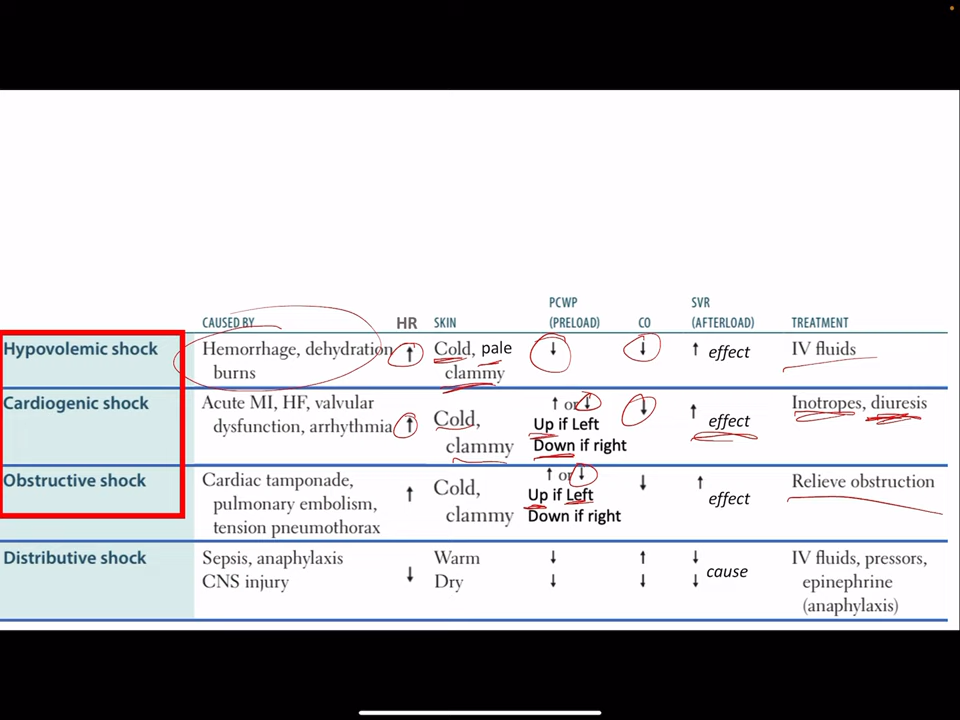 CAUSED BY HR SKIN PCWP (PRELOAD) CO SVR (AFTERLOAD) TREATMENT
Hypovolemic shock Hemorrhage, dehydration ↑ Cold, pale ↓ ↓ ↑ effect IV fluids
burns clammy
Cardiogenic shock Acute MI, HF, valvular ↑ or ↓ ↓ ↑ Inotropes, diuresis
dysfunction, arrhythmia ↑ Cold, Up if Left effect
clammy Down if right
Obstructive shock Cardiac tamponade, ↑ or ↓ ↓ ↑ Relieve obstruction
pulmonary embolism, ↑ Cold, Up if Left effect
tension pneumothorax clammy Down if right
Distributive shock Sepsis, anaphylaxis Warm ↓ ↑ ↓ IV fluids, pressors,
CNS injury ↓ Dry ↓ ↓ ↓ cause epinephrine
(anaphylaxis)